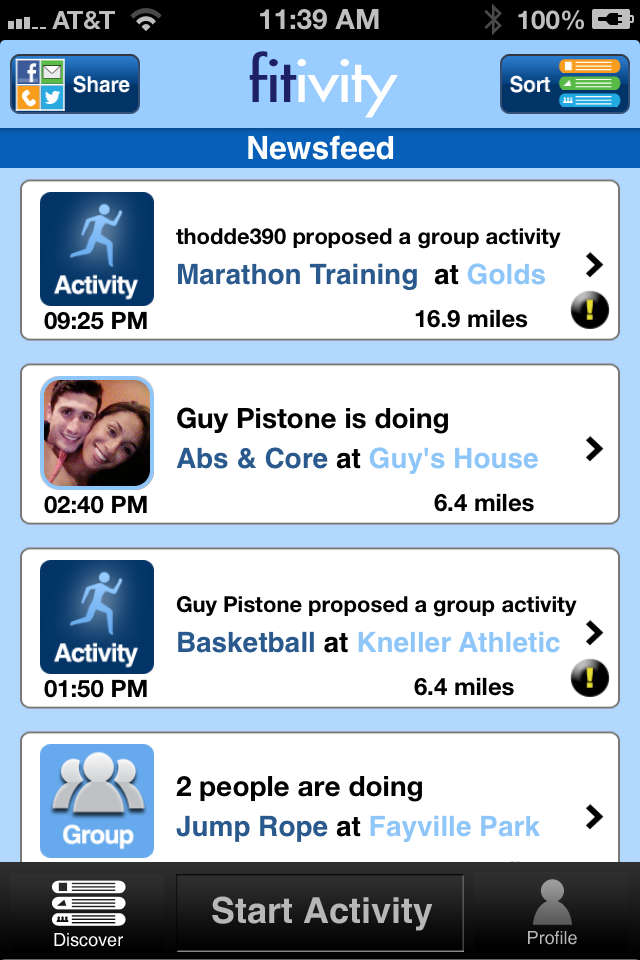 AT&T 11:39 AM 100%
Share fitivity Sort
Newsfeed
thodde390 proposed a group activity
Marathon Training at Golds
Activity
09:25 PM 16.9 miles
Guy Pistone is doing
Abs & Core at Guy's House
02:40 PM 6.4 miles
Guy Pistone proposed a group activity
Basketball at Kneller Athletic
Activity
01:50 PM 6.4 miles
2 people are doing
Jump Rope at Fayville Park
Group
Start Activity
Discover Profile